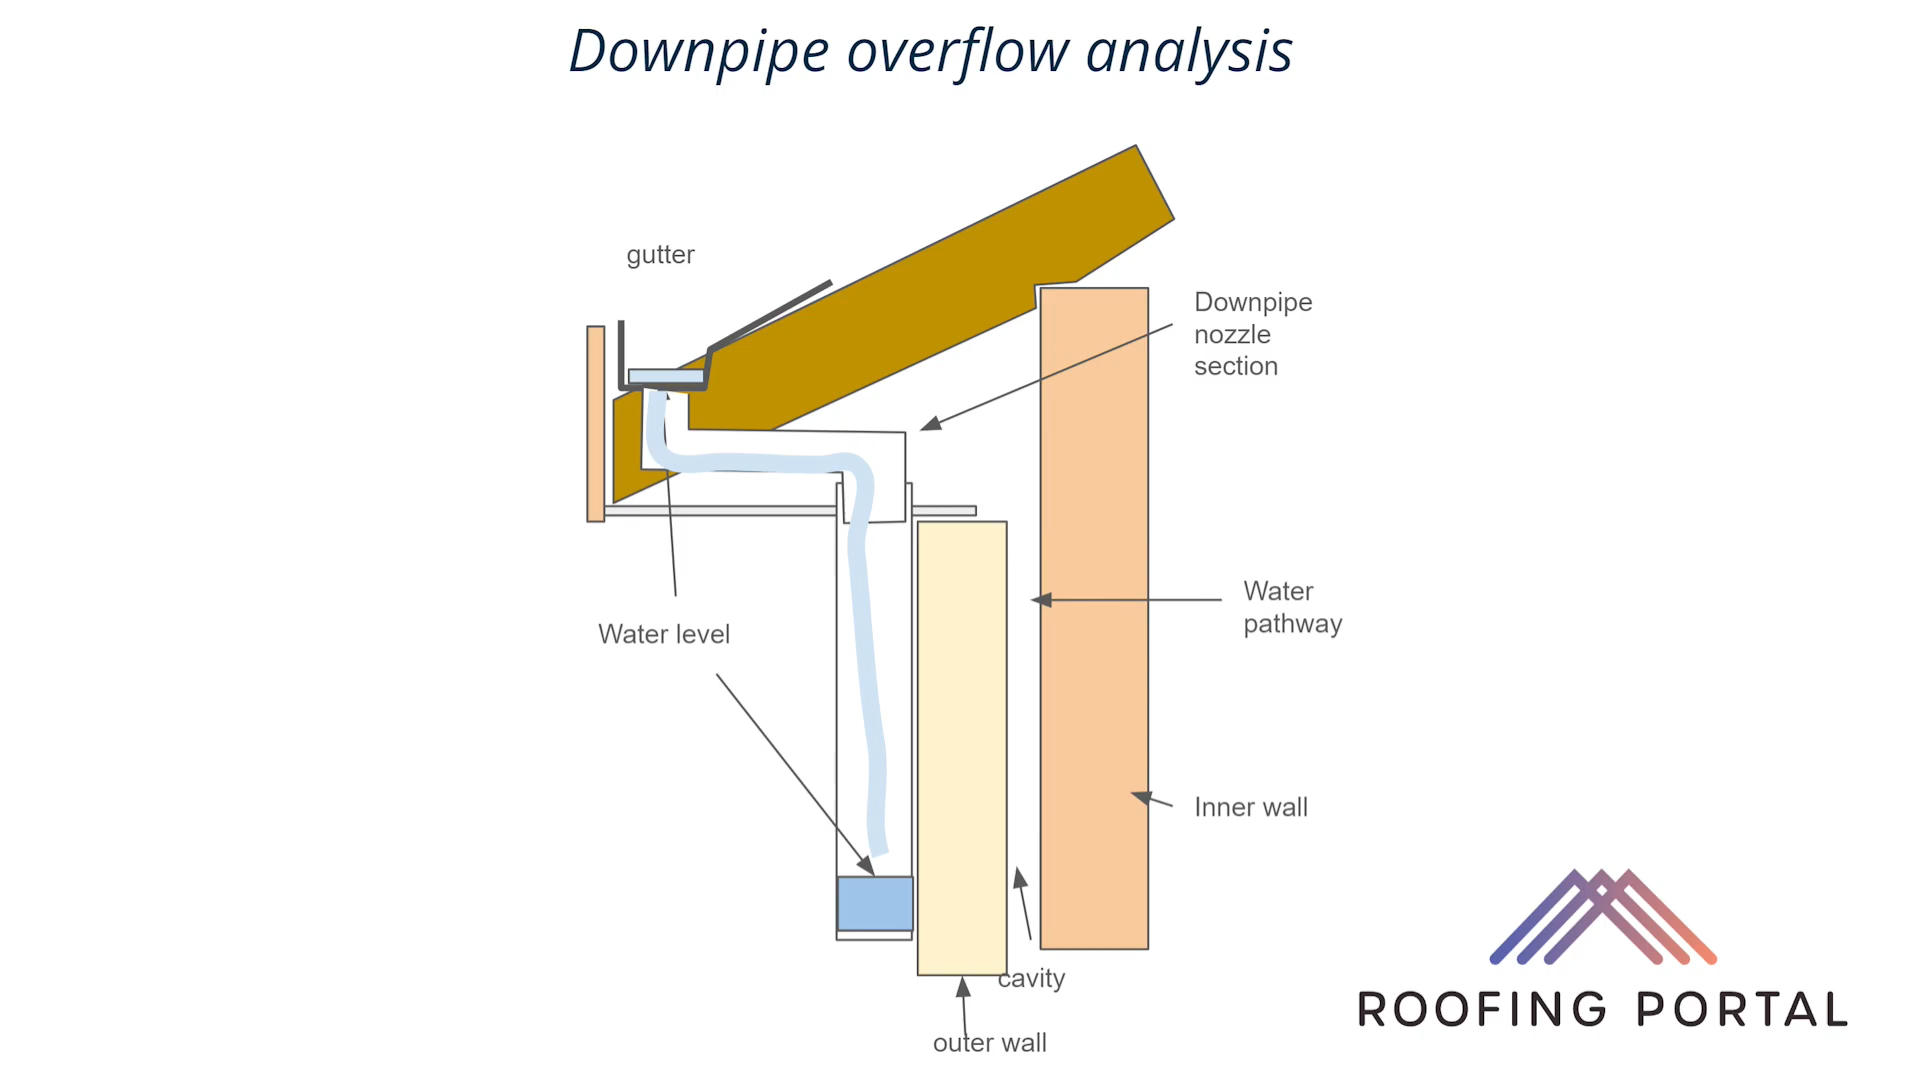 Downpipe overflow analysis
gutter
Downpipe
nozzle
section
Water
pathway
Water level
Inner wall
cavity
outer wall
ROOFING PORTAL